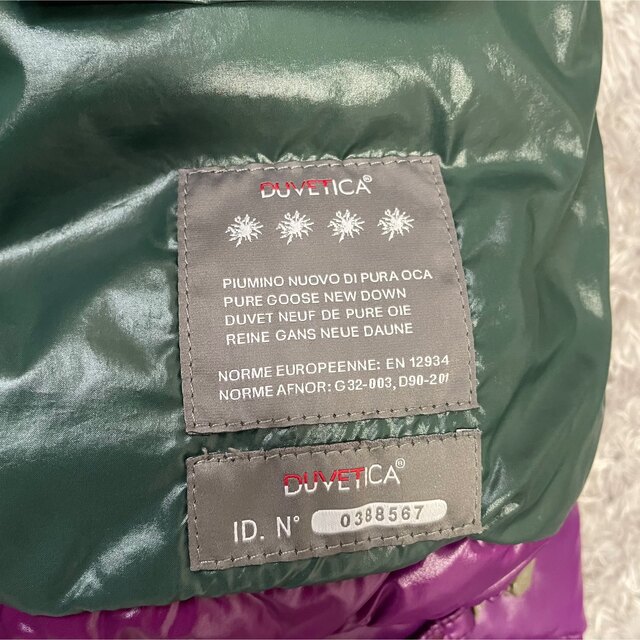 DUVETICA®
PIUMINO NUOVO DI PURA OCA
PURE GOOSE NEW DOWN
DUVET NEUF DE PURE OIE
REINE GANS NEUE DAUNE
NORME EUROPEENNE: EN 12934
NORME AFNOR: G32-003, D90-201
DUVETICA®
ID. N° 0388567